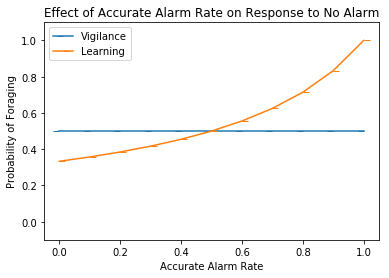 Effect of Accurate Alarm Rate on Response to No Alarm
Vigilance
Learning
Probability of Foraging
1.0
0.8
0.6
0.4
0.2
0.0
0.0 0.2 0.4 0.6 0.8 1.0
Accurate Alarm Rate